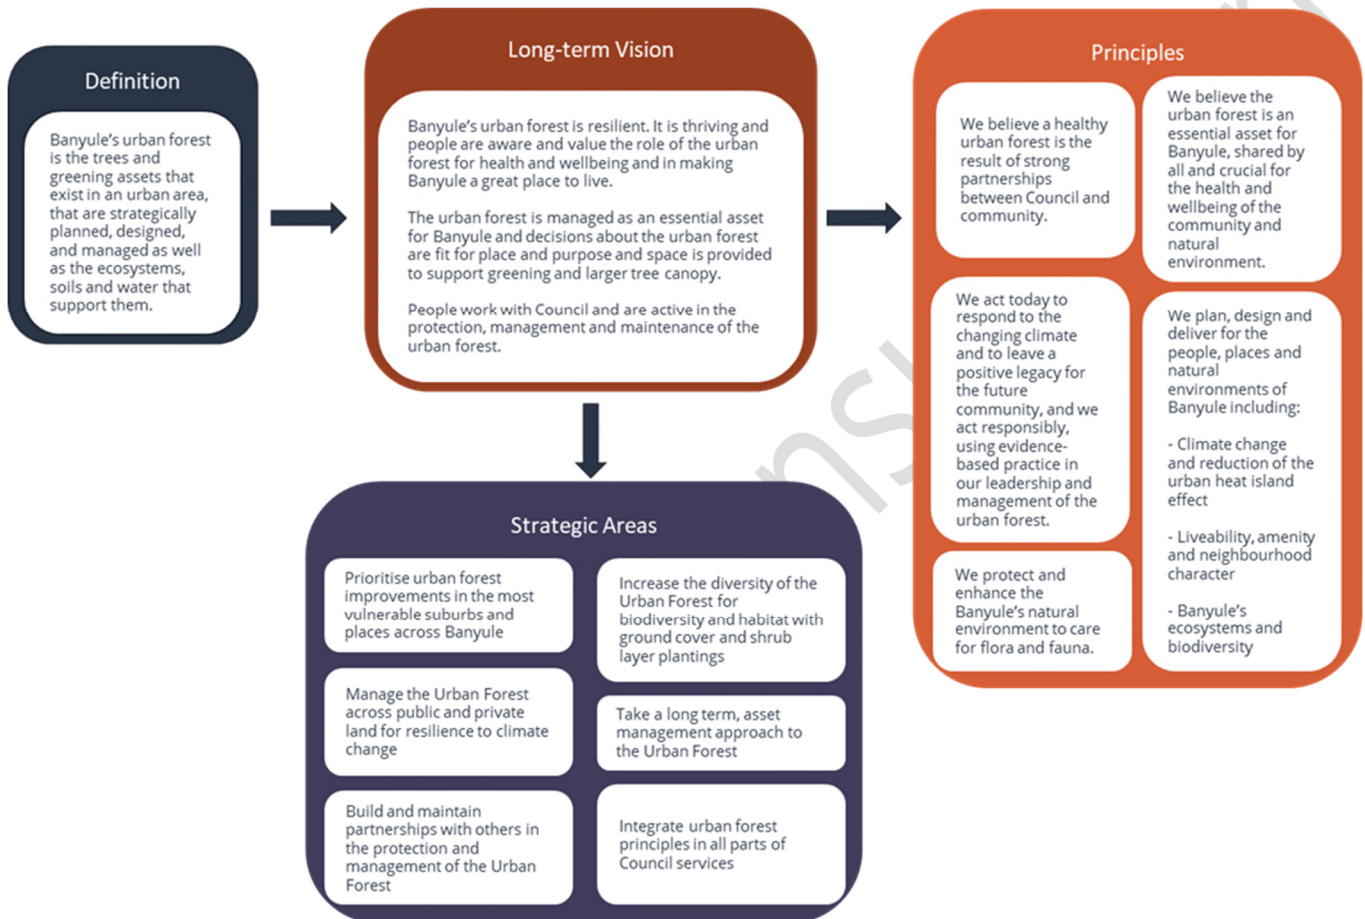 Definition
Banyule's urban forest
is the trees and
greening assets that
exist in an urban area,
that are strategically
planned, designed,
and managed as well
as the ecosystems,
soils and water that
support them.
Long-term Vision
Banyule's urban forest is resilient. It is thriving and
people are aware and value the role of the urban
forest for health and wellbeing and in making
Banyule a great place to live.
The urban forest is managed as an essential asset
for Banyule and decisions about the urban forest
are fit for place and purpose and space is provided
to support greening and larger tree canopy.
People work with Council and are active in the
protection, management and maintenance of the
urban forest.
Principles
We believe a healthy
urban forest is the
result of strong
partnerships
between Council and
community.
We believe the
urban forest is an
essential asset for
Banyule, shared by
all and crucial for
the health and
wellbeing of the
community and
natural
environment.
We act today to
respond to the
changing climate
and to leave a
positive legacy for
the future
community, and we
act responsibly,
using evidence-
based practice in
our leadership and
management of the
urban forest.
We plan, design and
deliver for the
people, places and
natural
environments of
Banyule including:
- Climate change
and reduction of the
urban heat island
effect
- Liveability, amenity
and neighbourhood
character
- Banyule's
ecosystems and
biodiversity
We protect and
enhance the
Banyule's natural
environment to care
for flora and fauna.
Strategic Areas
Prioritise urban forest
improvements in the most
vulnerable suburbs and
places across Banyule
Increase the diversity of the
Urban Forest for
biodiversity and habitat with
ground cover and shrub
layer plantings
Manage the Urban Forest
across public and private
land for resilience to climate
change
Take a long term, asset
management approach to
the Urban Forest
Build and maintain
partnerships with others in
the protection and
management of the Urban
Forest
Integrate urban forest
principles in all parts of
Council services